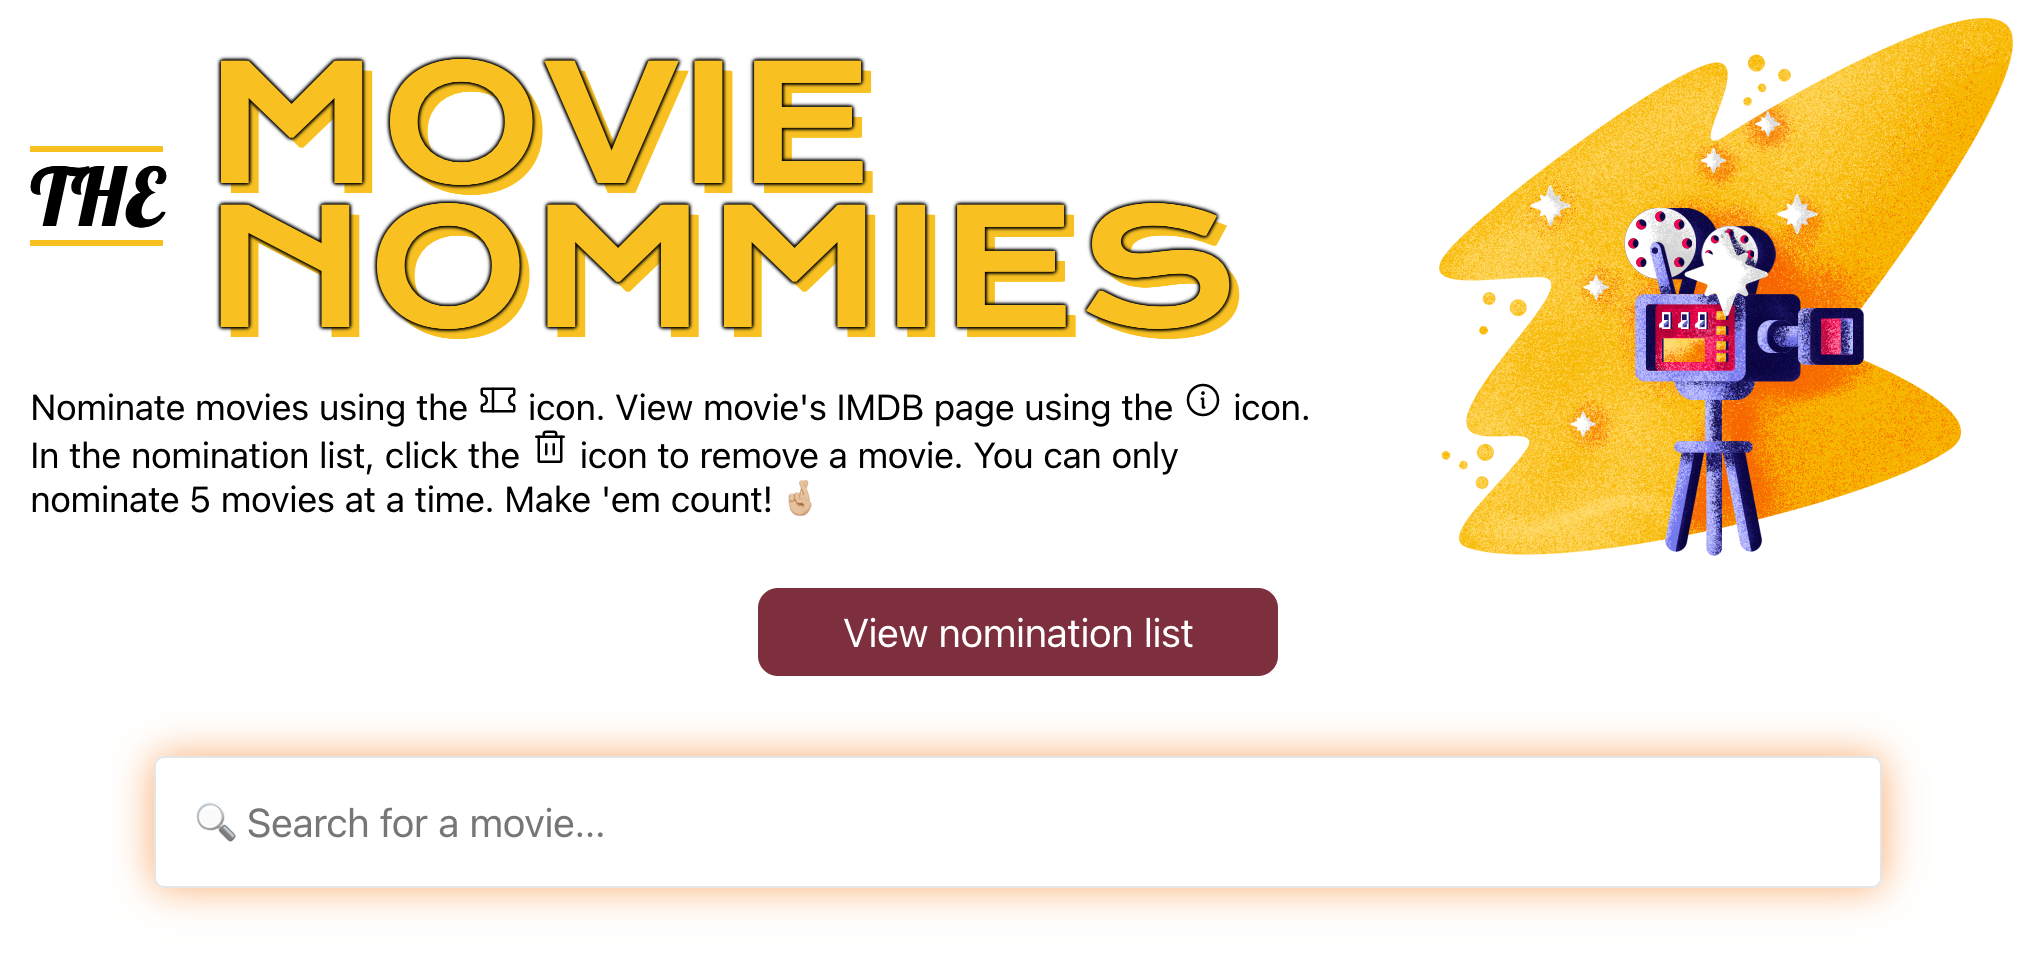 THE
MOVIE
NOMMIES
Nominate movies using the icon. View movie's IMDB page using the icon.
In the nomination list, click the icon to remove a movie. You can only
nominate 5 movies at a time. Make 'em count! 🤞🏼
View nomination list
🔍 Search for a movie...